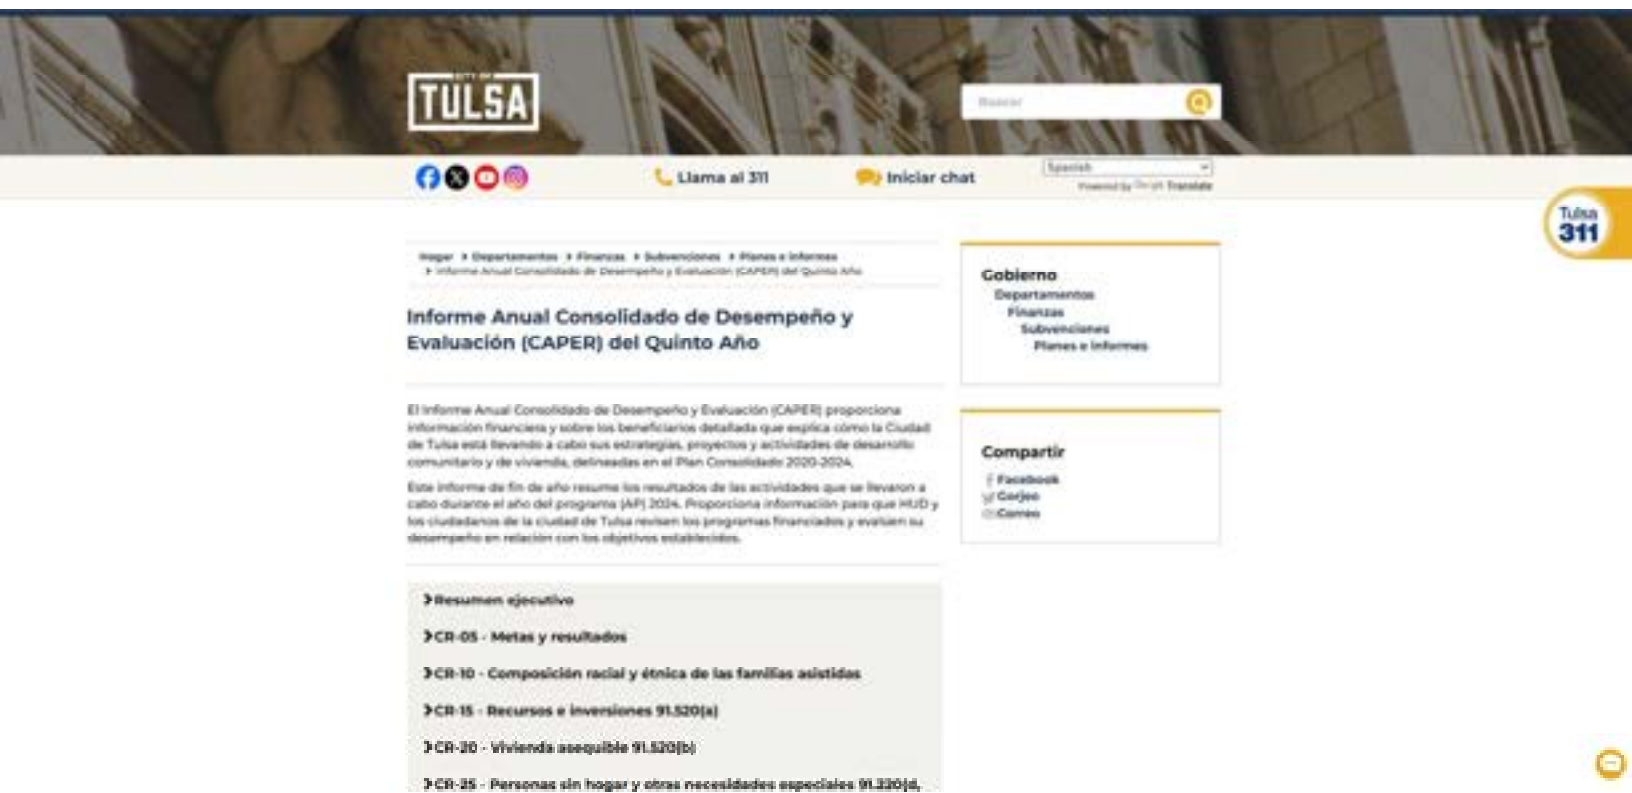 CITY OF
TULSA
Buscar
Llama al 311
Iniciar chat
Spanish
Powered by Google Translate
Tulsa
311
Hogar > Departamentos > Finanzas > Subvenciones > Planes e informes
> Informe Anual Consolidado de Desempeño y Evaluación (CAPER) del Quinto Año
Informe Anual Consolidado de Desempeño y
Evaluación (CAPER) del Quinto Año
El Informe Anual Consolidado de Desempeño y Evaluación (CAPER) proporciona
información financiera y sobre los beneficiarios detallada que explica cómo la Ciudad
de Tulsa está llevando a cabo sus estrategias, proyectos y actividades de desarrollo
comunitario y de vivienda, delineadas en el Plan Consolidado 2020-2024.
Este informe de fin de año resume los resultados de las actividades que se llevaron a
cabo durante el año del programa (AP) 2024. Proporciona información para que HUD y
los ciudadanos de la ciudad de Tulsa revisen los programas financiados y evalúen su
desempeño en relación con los objetivos establecidos.
Resumen ejecutivo
CR-05 - Metas y resultados
CR-10 - Composición racial y étnica de las familias asistidas
CR-15 - Recursos e inversiones 91.520(a)
CR-20 - Vivienda asequible 91.520(b)
CR-25 - Personas sin hogar y otras necesidades especiales 91.220(d,
Gobierno
Departamentos
Finanzas
Subvenciones
Planes e informes
Compartir
Facebook
Gorjeo
Correo